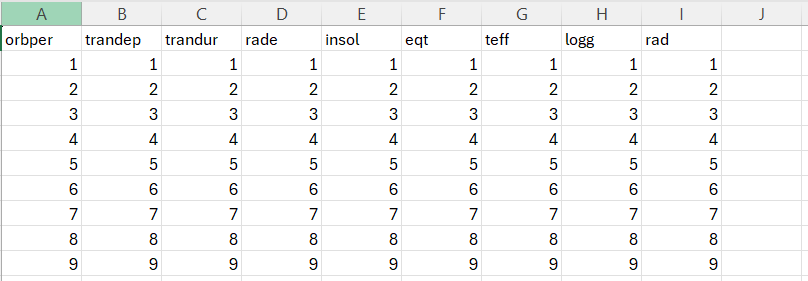 A B C D E F G H I J
orbper trandep trandur rade insol eqt teff logg rad
1 1 1 1 1 1 1 1 1
2 2 2 2 2 2 2 2 2
3 3 3 3 3 3 3 3 3
4 4 4 4 4 4 4 4 4
5 5 5 5 5 5 5 5 5
6 6 6 6 6 6 6 6 6
7 7 7 7 7 7 7 7 7
8 8 8 8 8 8 8 8 8
9 9 9 9 9 9 9 9 9